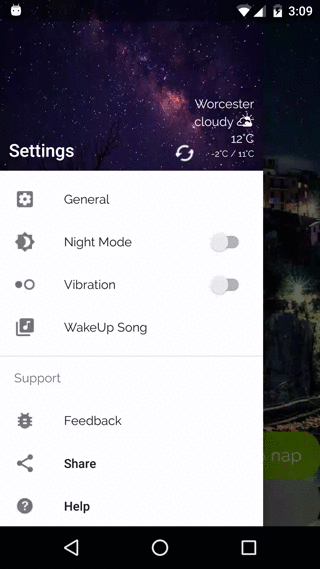 3:09
Worcester
cloudy
12°C
-2°C / 11°C
Settings
General
Night Mode
Vibration
WakeUp Song
Support
Feedback
Share
Help
nap